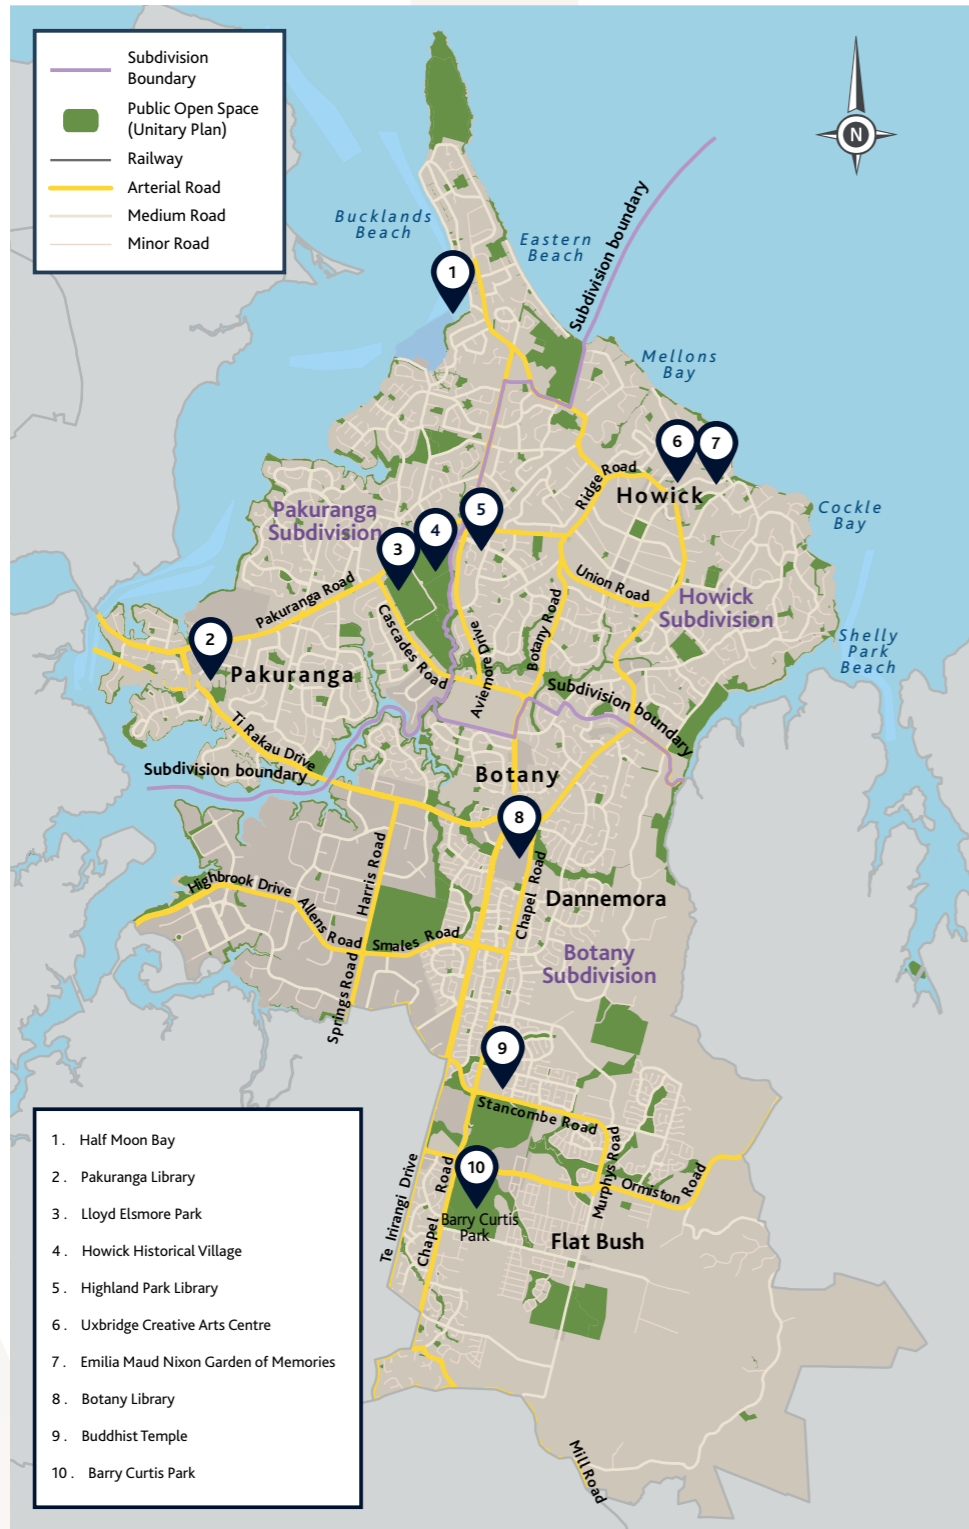 Subdivision
Boundary
Public Open Space
(Unitary Plan)
Railway
Arterial Road
Medium Road
Minor Road
N
Bucklands
Beach
Eastern
Beach
Subdivision boundary
1
Mellons
Bay
6
7
Ridge Road
Howick
Cockle
Bay
Pakuranga
Subdivision
5
4
3
Pakuranga Road
Union Road
Howick
Subdivision
Cascades Road
Botany Road
Aviemore Drive
Shelly
Park
Beach
2
Pakuranga
Subdivision boundary
Ti Rakau Drive
Subdivision boundary
Botany
8
Harris Road
Chapel Road
Highbrook Drive
Allens Road
Smales Road
Dannemora
Botany
Subdivision
Springs Road
9
Stancombe Road
Murphys Road
10
Ormiston Road
Te Irirangi Drive
Chapel Road
Barry Curtis
Park
Flat Bush
Mill Road
1. Half Moon Bay
2. Pakuranga Library
3. Lloyd Elsmore Park
4. Howick Historical Village
5. Highland Park Library
6. Uxbridge Creative Arts Centre
7. Emilia Maud Nixon Garden of Memories
8. Botany Library
9. Buddhist Temple
10. Barry Curtis Park